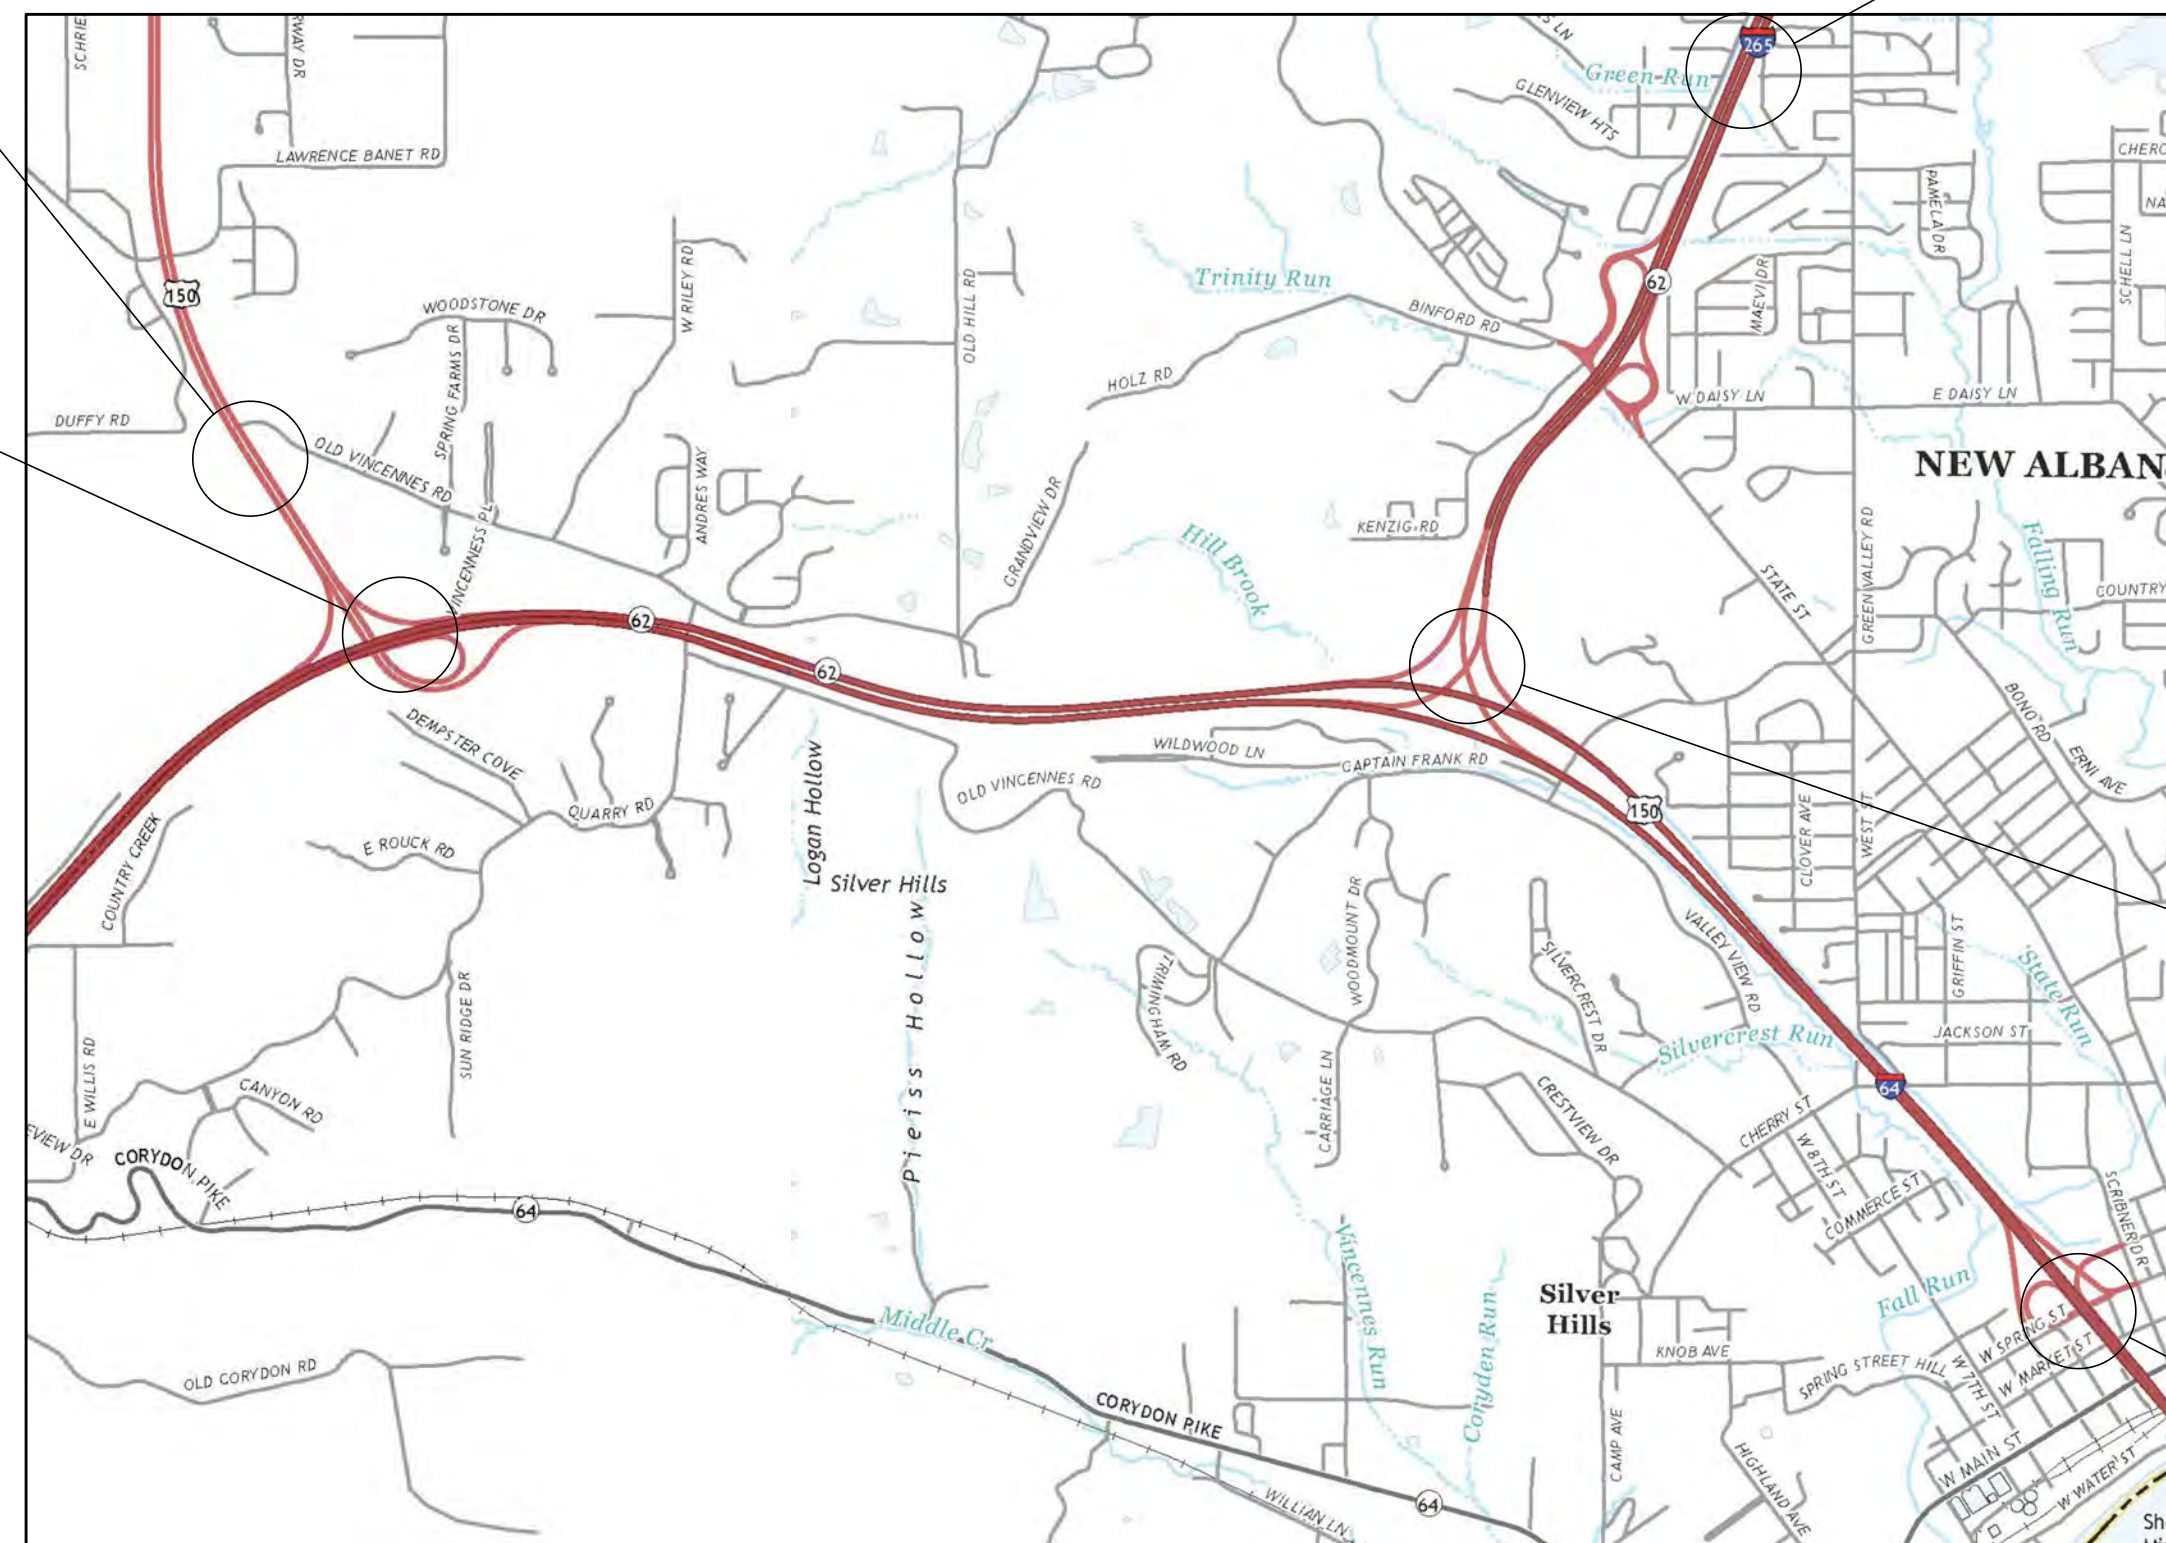 SCHRIE
RWAY DR
S LN
265
Green Run
GLENVIEW HTS
LAWRENCE BANET RD
CHERO
NA
PAMELA DR
SCHELL LN
150
W RILEY RD
OLD HILL RD
Trinity Run
62
MAEVI DR
WOODSTONE DR
SPRING FARMS DR
BINFORD RD
HOLZ RD
W DAISY LN
E DAISY LN
DUFFY RD
OLD VINCENNES RD
ANDRES WAY
GRANDVIEW DR
NEW ALBAN
KENZIG RD
Hill Brook
GREEN VALLEY RD
Falling Run
VINCENNESS PL
STATE ST
COUNTRY
62
62
DEMPSTER COVE
BONO RD
ERNI AVE
WILDWOOD LN
CAPTAIN FRANK RD
OLD VINCENNES RD
QUARRY RD
Logan Hollow
150
CLOVER AVE
WEST ST
COUNTRY CREEK
E ROUCK RD
Silver Hills
Pieiss Hollow
WOODMOUNT DR
SILVERCREST DR
VALLEY VIEW RD
GRIFFIN ST
State Run
TRIMINGHAM RD
SUN RIDGE DR
E WILLIS RD
Silvercrest Run
JACKSON ST
CANYON RD
CARRIAGE LN
CRESTVIEW DR
64
CHERRY ST
W 8TH ST
COMMERCE ST
EVIEW DR
CORYDON PIKE
64
SCRIBNER DR
Vincennes Run
Coryden Run
Silver
Hills
Fall Run
Middle Cr
KNOB AVE
W SPRING ST
W MARKET ST
SPRING STREET HILL
W 7TH ST
OLD CORYDON RD
CORYDON PIKE
CAMP AVE
HIGHLAND AVE
W MAIN ST
W WATER ST
WILLIAN LN
64
Sh